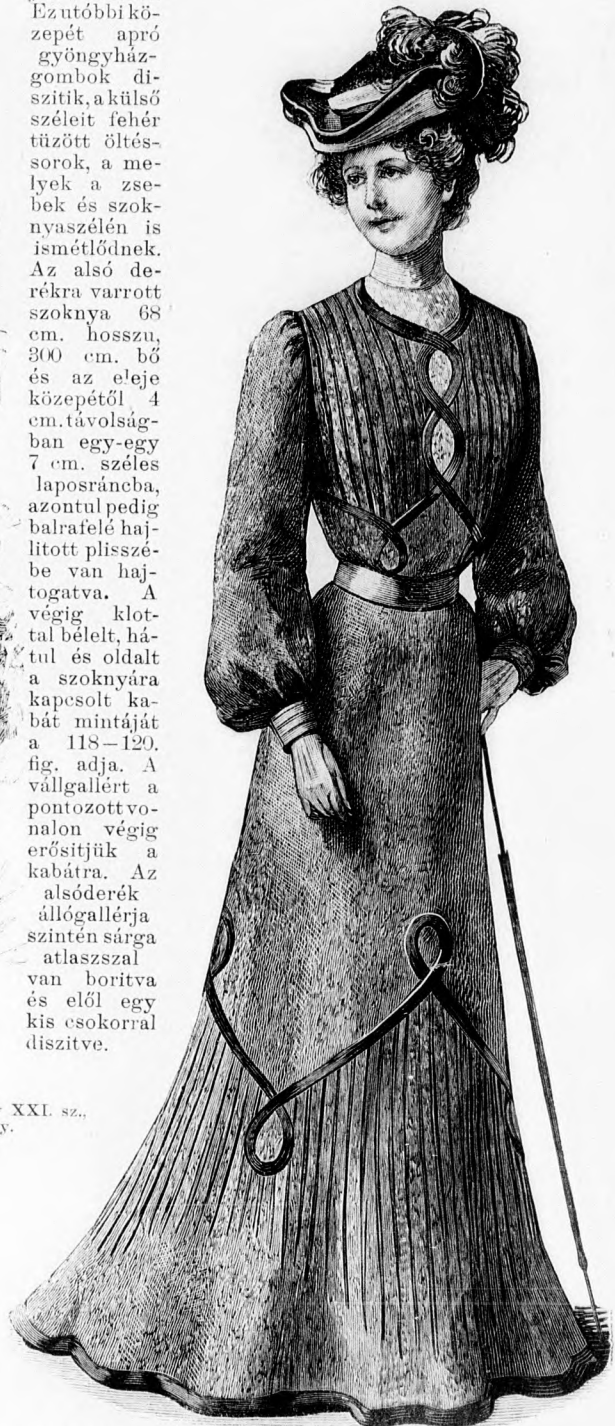 Ez utóbbi kö-
zepét apró
gyöngyház-
gombok di-
szitik, a külső
széleit fehér
tüzött öltés-
sorok, a me-
lyek a zse-
bek és szok-
nyaszélén is
ismétlődnek.
Az alsó de-
rékra varrott
szoknya 68
cm. hosszu,
300 cm. bő
és az eleje
közepétől 4
cm. távolság-
ban egy-egy
7 cm. széles
laposráncba,
azontul pedig
balrafelé haj-
litott plisszé-
be van haj-
togatva. A
végig klot-
tal bélelt, há-
tul és oldalt
a szoknyára
kapcsolt ka-
bát mintáját
a 118—120.
fig. adja. A
vállgallért a
pontozott vo-
nalon végig
erősitjük a
kabátra. Az
alsóderék
állógallérja
szintén sárga
atlaszszal
van boritva
és elől egy
kis csokorral
diszitve.
XXI. sz.,
y.